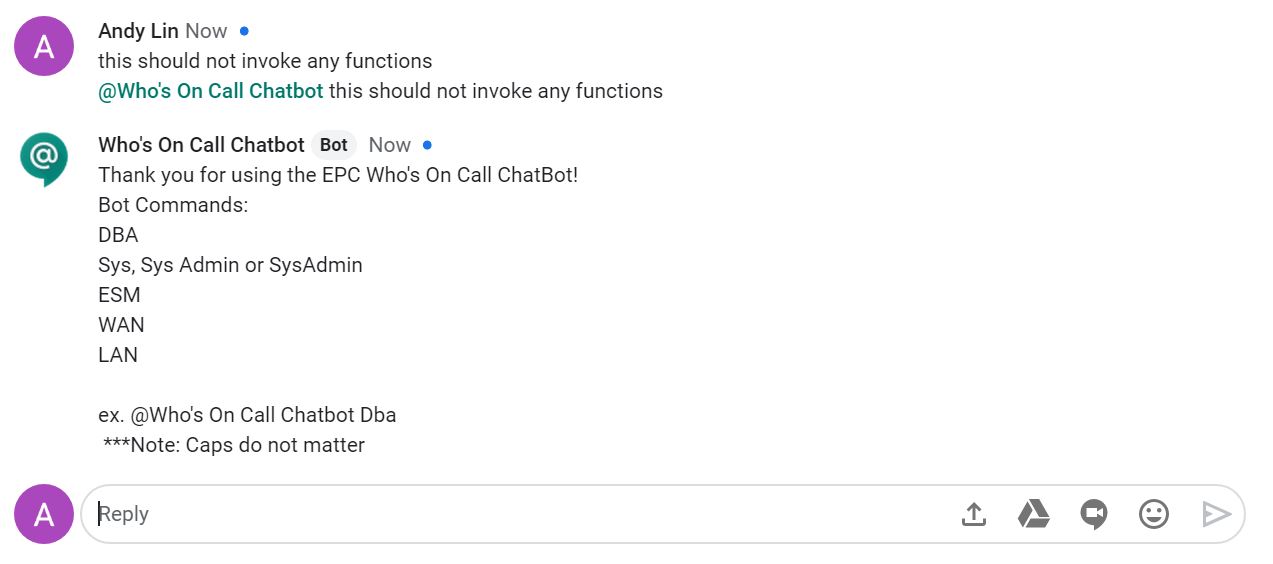 A
Andy Lin Now
this should not invoke any functions
@Who's On Call Chatbot this should not invoke any functions
@
Who's On Call Chatbot Bot Now
Thank you for using the EPC Who's On Call ChatBot!
Bot Commands:
DBA
Sys, Sys Admin or SysAdmin
ESM
WAN
LAN
ex. @Who's On Call Chatbot Dba
***Note: Caps do not matter
A
Reply